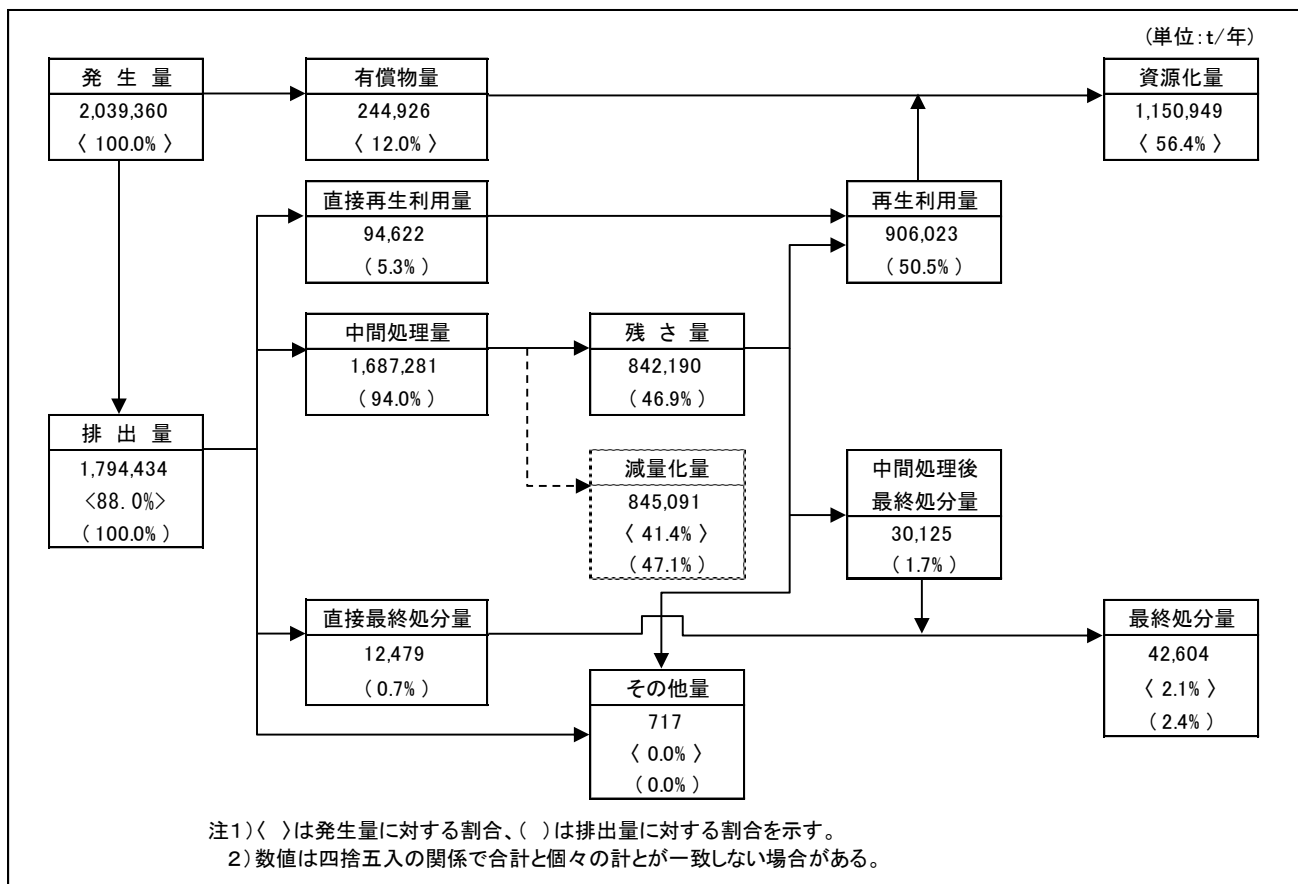 (単位:t/年)
発 生 量
2,039,360
〈 100.0% 〉
有償物量
244,926
〈 12.0% 〉
資源化量
1,150,949
〈 56.4% 〉
直接再生利用量
94,622
( 5.3% )
再生利用量
906,023
( 50.5% )
中間処理量
1,687,281
( 94.0% )
残 さ 量
842,190
( 46.9% )
排 出 量
1,794,434
<88. 0%>
( 100.0% )
減量化量
845,091
〈 41.4% 〉
( 47.1% )
中間処理後
最終処分量
30,125
( 1.7% )
直接最終処分量
12,479
( 0.7% )
その他量
717
〈 0.0% 〉
( 0.0% )
最終処分量
42,604
〈 2.1% 〉
( 2.4% )
注1)〈 〉は発生量に対する割合、( )は排出量に対する割合を示す。
2)数値は四捨五入の関係で合計と個々の計とが一致しない場合がある。